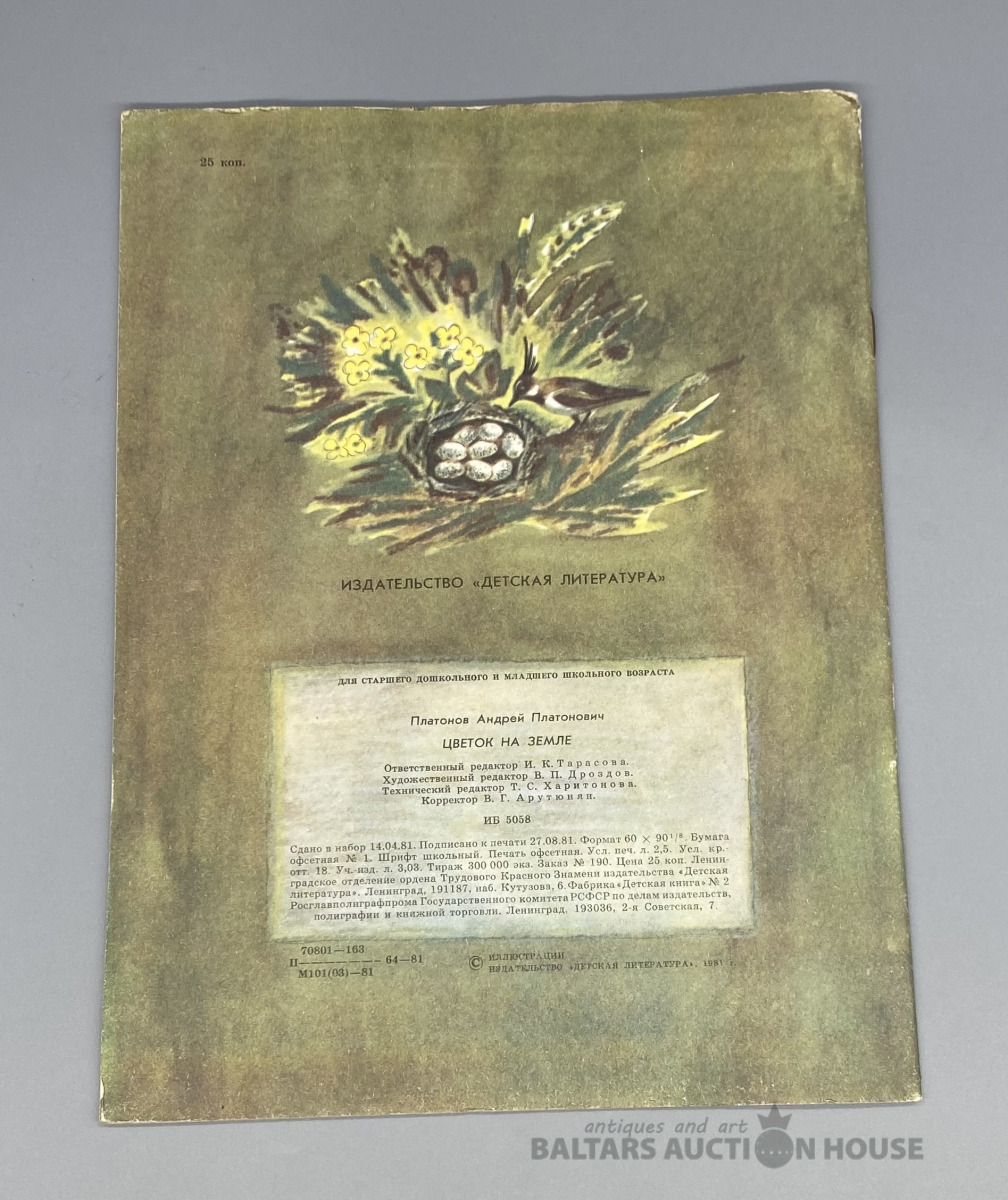 25 коп.
ИЗДАТЕЛЬСТВО «ДЕТСКАЯ ЛИТЕРАТУРА»
ДЛЯ СТАРШЕГО ДОШКОЛЬНОГО И МЛАДШЕГО ШКОЛЬНОГО ВОЗРАСТА
Платонов Андрей Платонович
ЦВЕТОК НА ЗЕМЛЕ
Ответственный редактор И. К. Тарасова.
Художественный редактор В. П. Дроздов.
Технический редактор Т. С. Харитонова.
Корректор В. Г. Арутюнян.
ИБ 5058
Сдано в набор 14.04.81. Подписано к печати 27.08.81. Формат 60 × 90¹/₈. Бумага
офсетная № 1. Шрифт школьный. Печать офсетная. Усл. печ. л. 2,5. Усл. кр.-
отт. 18. Уч.-изд. л. 3,03. Тираж 300 000 экз. Заказ № 190. Цена 25 коп. Ленин-
градское отделение ордена Трудового Красного Знамени издательства «Детская
литература». Ленинград, 191187, наб. Кутузова, 6. Фабрика «Детская книга» № 2
Росглавполиграфпрома Государственного комитета РСФСР по делам издательств,
полиграфии и книжной торговли. Ленинград, 193036, 2-я Советская, 7.
70801—163
П—————— 64—81
М101(03)—81
© ИЛЛЮСТРАЦИИ
ИЗДАТЕЛЬСТВО «ДЕТСКАЯ ЛИТЕРАТУРА», 1981 г.
antiques and art
BALTARS AUCTION HOUSE